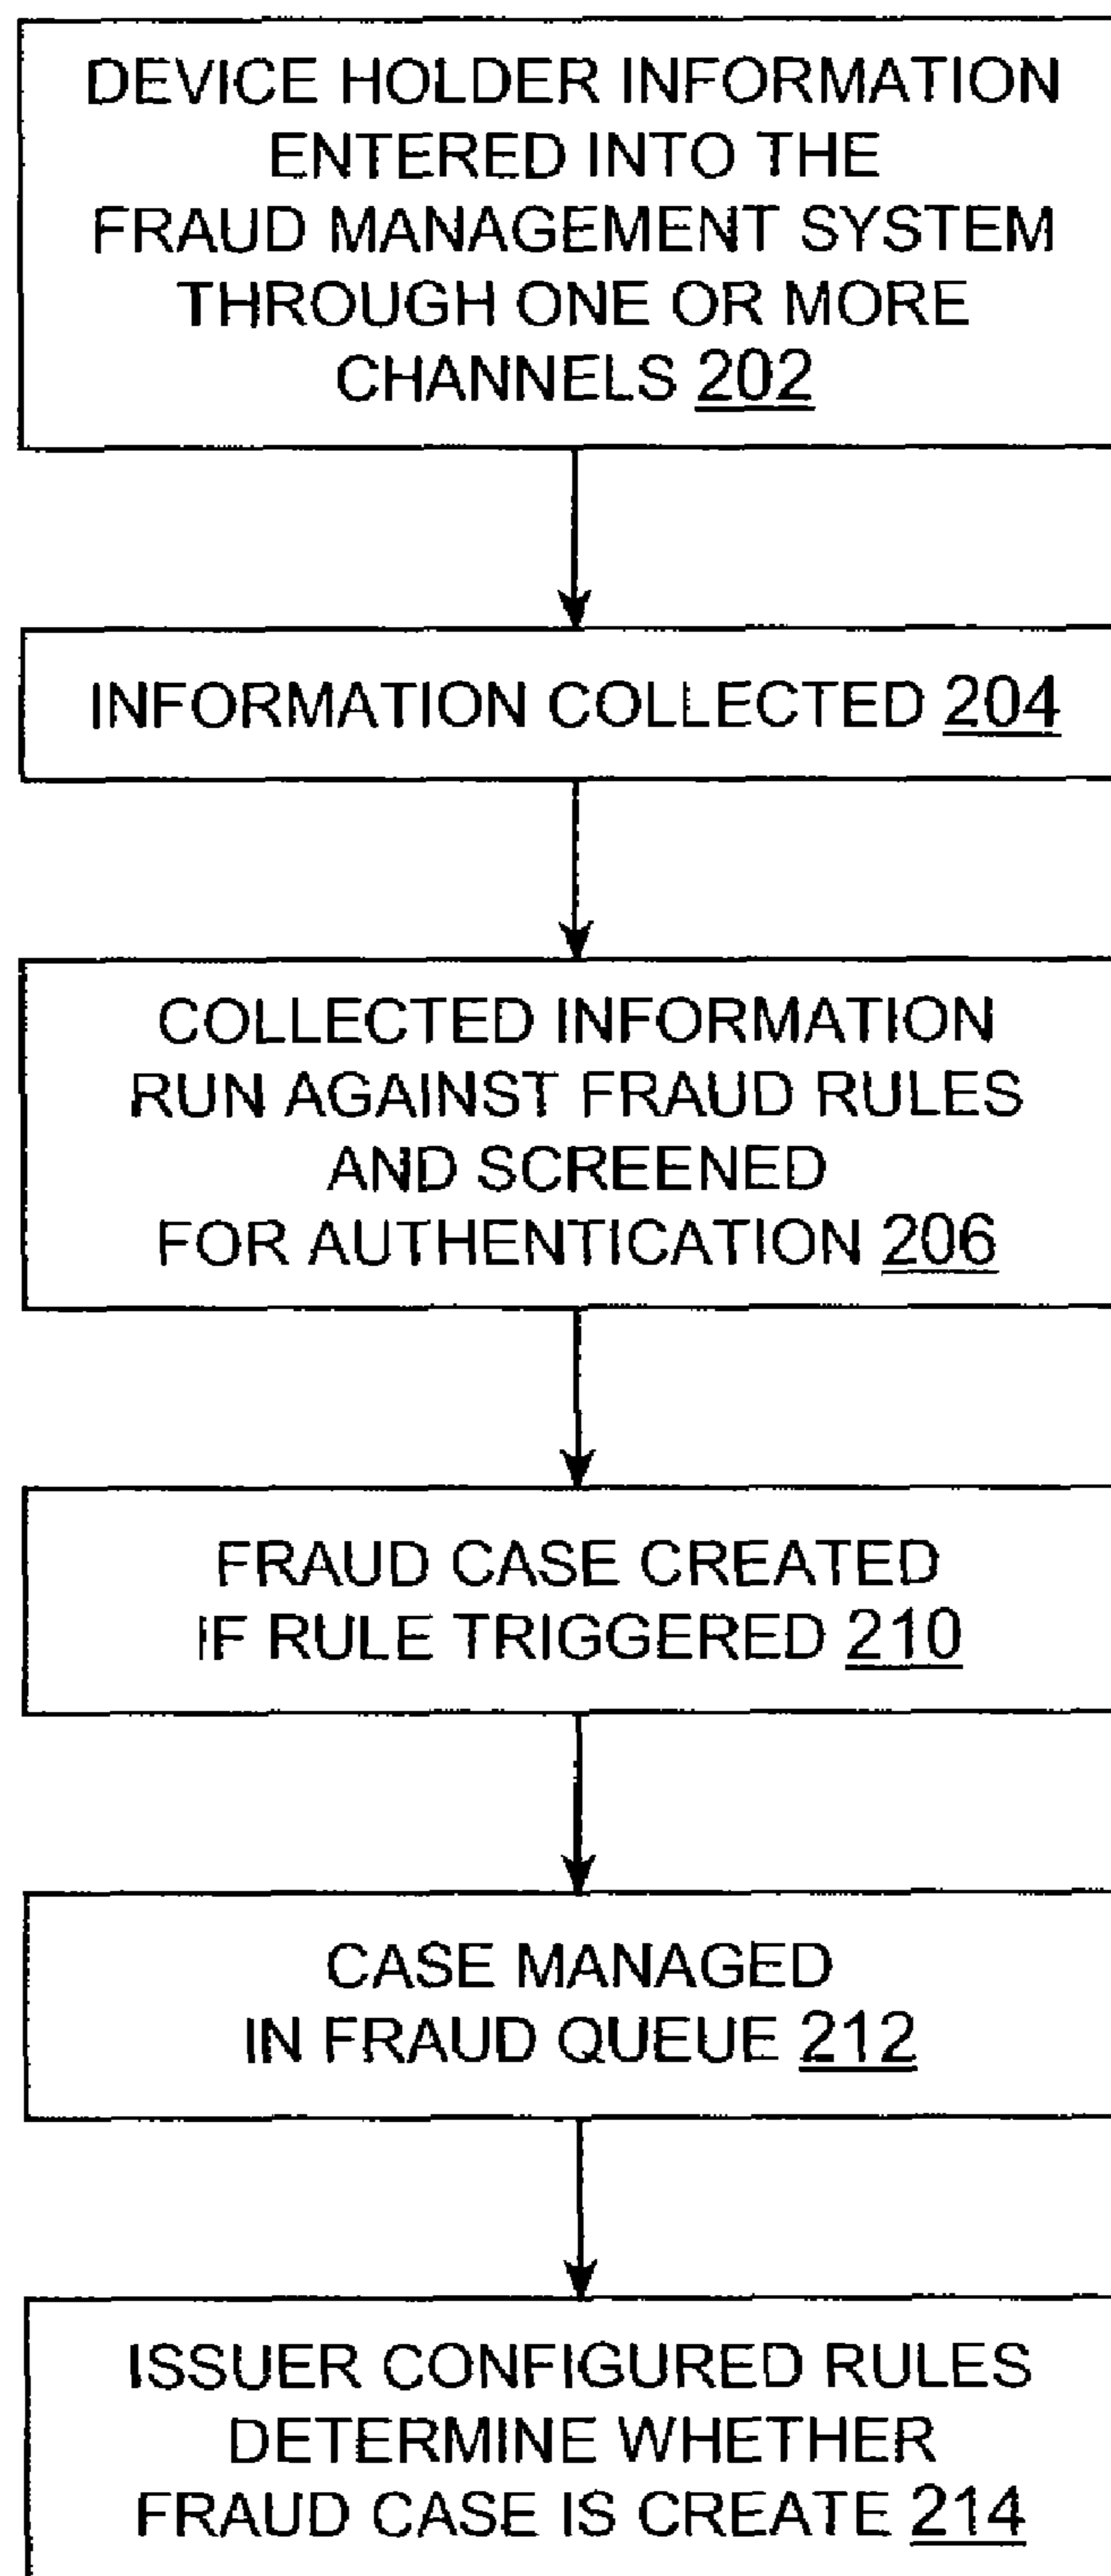 DEVICE HOLDER INFORMATION
ENTERED INTO THE
FRAUD MANAGEMENT SYSTEM
THROUGH ONE OR MORE
CHANNELS 202
INFORMATION COLLECTED 204
COLLECTED INFORMATION
RUN AGAINST FRAUD RULES
AND SCREENED
FOR AUTHENTICATION 206
FRAUD CASE CREATED
IF RULE TRIGGERED 210
CASE MANAGED
IN FRAUD QUEUE 212
ISSUER CONFIGURED RULES
DETERMINE WHETHER
FRAUD CASE IS CREATE 214